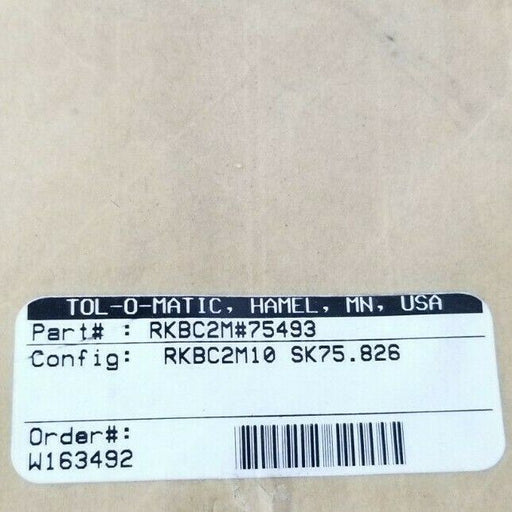 TOL-O-MATIC, HAMEL, MN, USA
Part# : RKBC2M#75493
Config: RKBC2M10 SK75.826
Order#:
W163492